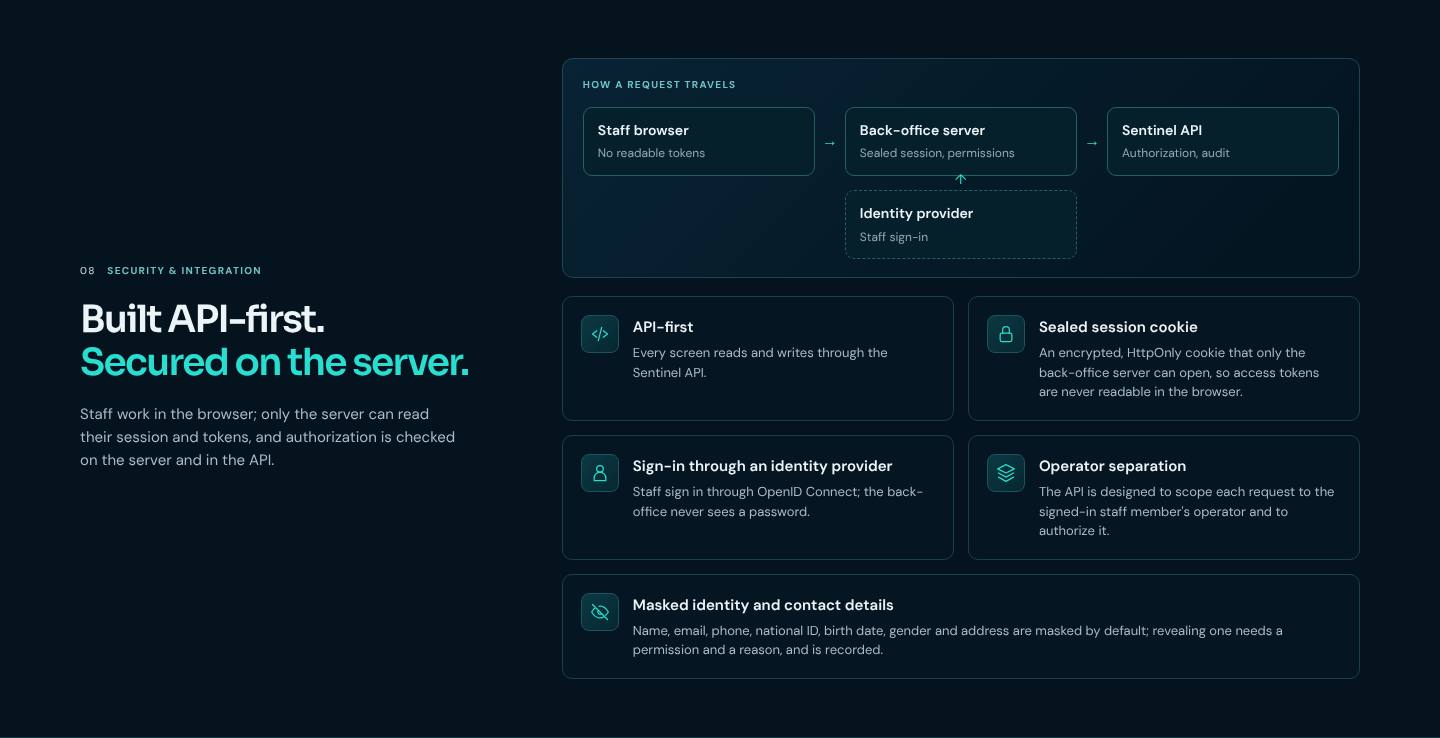 08 SECURITY & INTEGRATION
Built API-first.
Secured on the server.
Staff work in the browser; only the server can read
their session and tokens, and authorization is checked
on the server and in the API.
HOW A REQUEST TRAVELS
Staff browser
No readable tokens
→
Back-office server
Sealed session, permissions
→
Sentinel API
Authorization, audit
↑
Identity provider
Staff sign-in
API-first
Every screen reads and writes through the
Sentinel API.
Sealed session cookie
An encrypted, HttpOnly cookie that only the
back-office server can open, so access tokens
are never readable in the browser.
Sign-in through an identity provider
Staff sign in through OpenID Connect; the back-
office never sees a password.
Operator separation
The API is designed to scope each request to the
signed-in staff member's operator and to
authorize it.
Masked identity and contact details
Name, email, phone, national ID, birth date, gender and address are masked by default; revealing one needs a
permission and a reason, and is recorded.